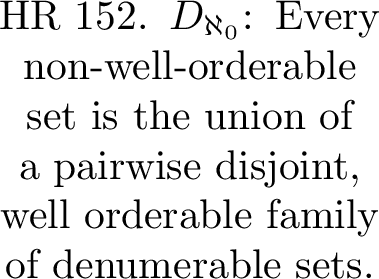 HR 152. $D_{\aleph_0}$: Every
non-well-orderable
set is the union of
a pairwise disjoint,
well orderable family
of denumerable sets.